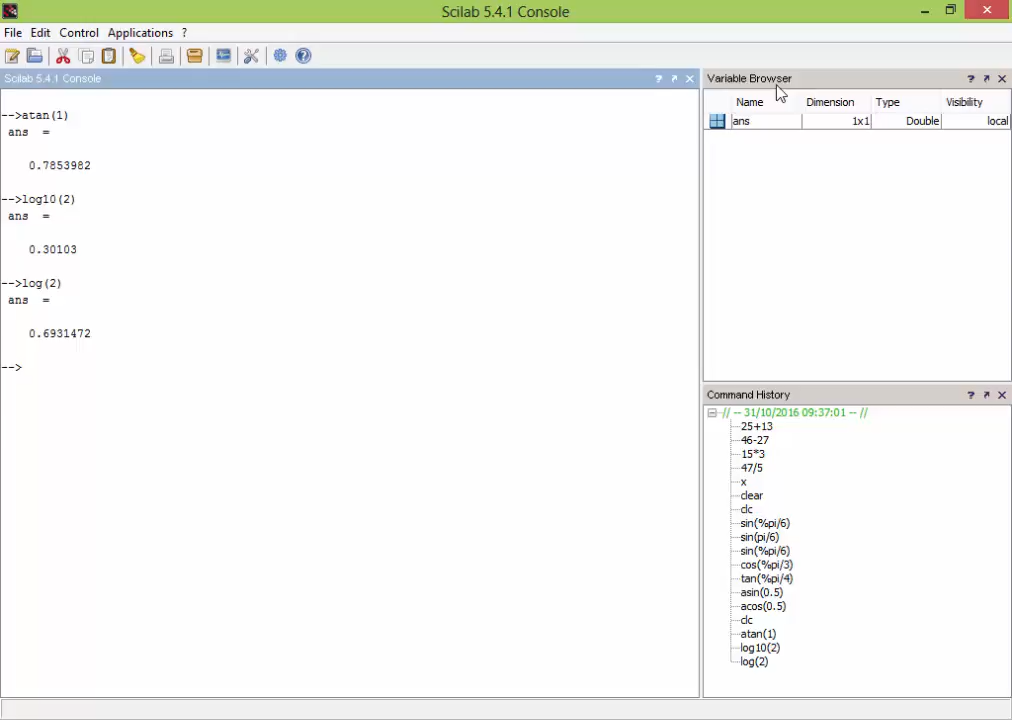 Scilab 5.4.1 Console
File Edit Control Applications ?
Scilab 5.4.1 Console
-->atan(1)
ans =
0.7853982
-->log10(2)
ans =
0.30103
-->log(2)
ans =
0.6931472
-->
Variable Browser
Name Dimension Type Visibility
ans 1x1 Double local
Command History
// -- 31/10/2016 09:37:01 -- //
25+13
46-27
15*3
47/5
x
clear
clc
sin(%pi/6)
sin(pi/6)
sin(%pi/6)
cos(%pi/3)
tan(%pi/4)
asin(0.5)
acos(0.5)
clc
atan(1)
log10(2)
log(2)